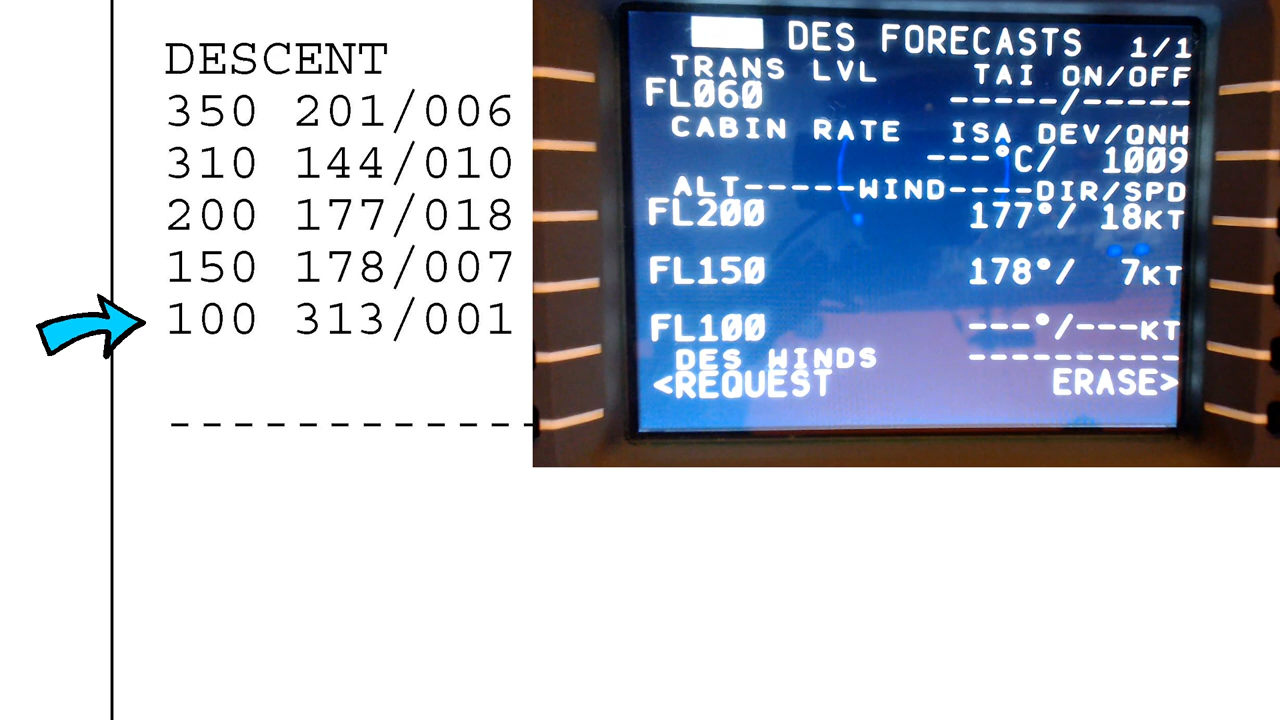 DESCENT
350 201/006
310 144/010
200 177/018
150 178/007
100 313/001
------------
DES FORECASTS 1/1
TRANS LVL TAI ON/OFF
FL060 -----/-----
CABIN RATE ISA DEV/QNH
---°C/ 1009
ALT-----WIND----DIR/SPD
FL200 177°/ 18KT
FL150 178°/ 7KT
FL100 ---°/---KT
DES WINDS ----------
<REQUEST ERASE>